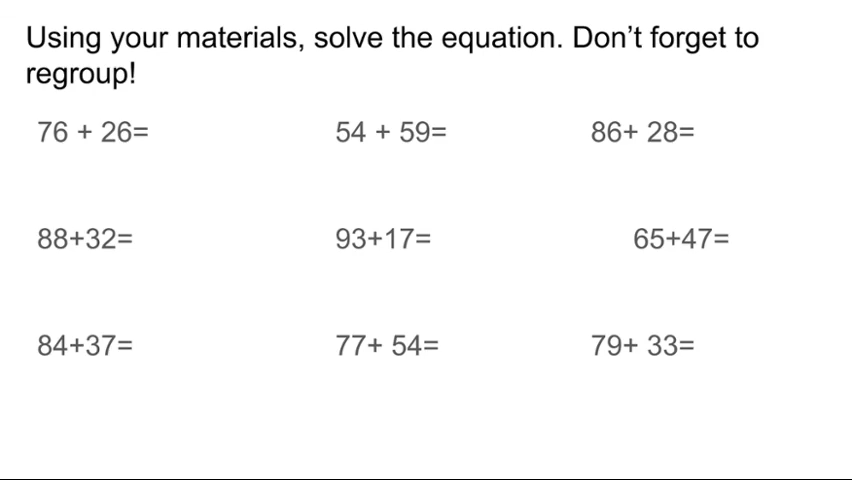 Using your materials, solve the equation. Don’t forget to
regroup!
76 + 26= 54 + 59= 86+ 28=
88+32= 93+17= 65+47=
84+37= 77+ 54= 79+ 33=